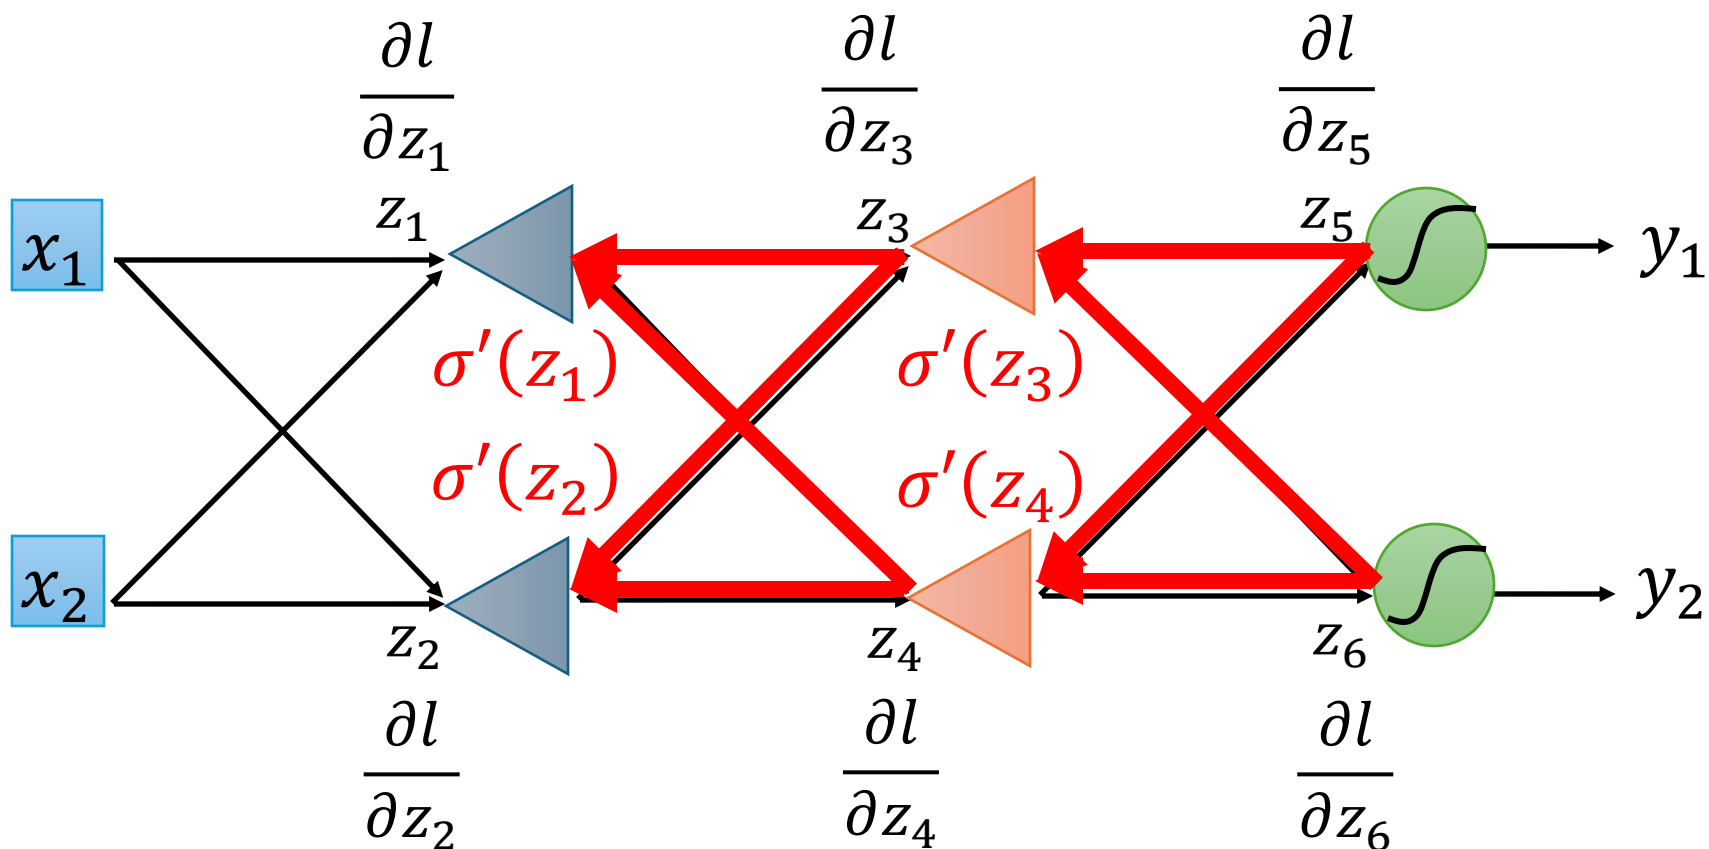 ∂l/∂z₁
∂l/∂z₃
∂l/∂z₅
z₁
z₃
z₅
x₁
y₁
σ′(z₁)
σ′(z₃)
σ′(z₂)
σ′(z₄)
x₂
y₂
z₂
z₄
z₆
∂l/∂z₂
∂l/∂z₄
∂l/∂z₆